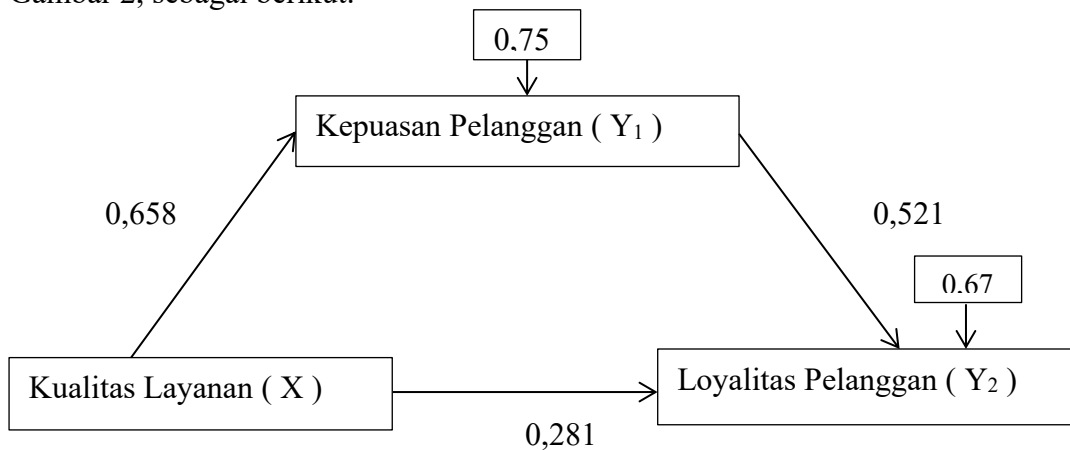 Gambar 2, sebagai berikut:
0,75
Kepuasan Pelanggan ( Y₁ )
0,658
0,521
0,67
Kualitas Layanan ( X )
Loyalitas Pelanggan ( Y₂ )
0,281